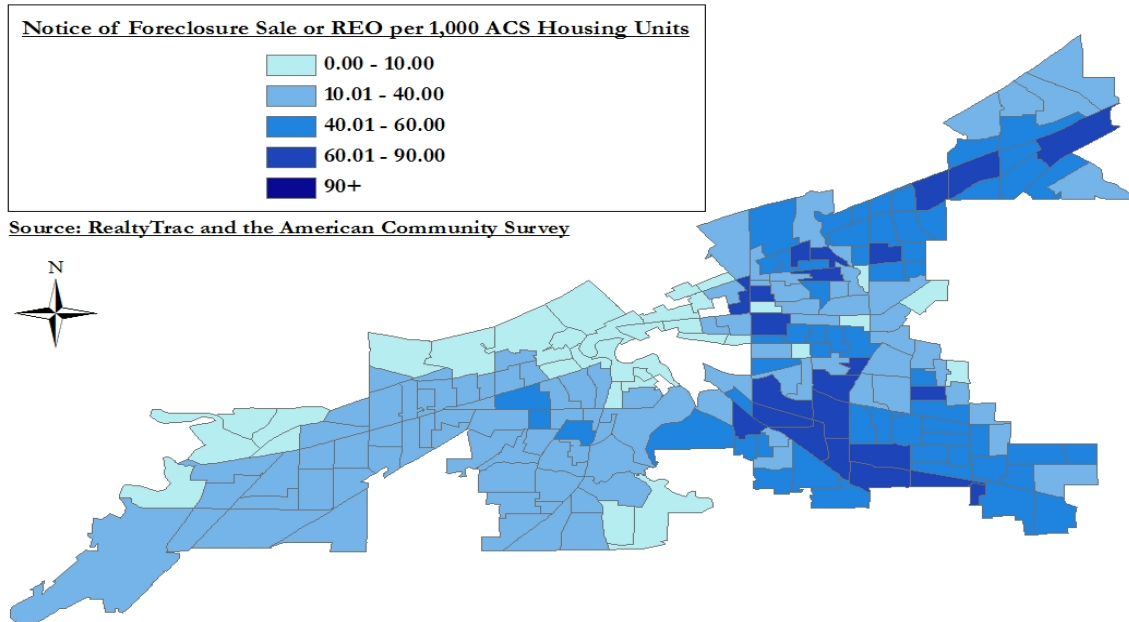 Notice of Foreclosure Sale or REO per 1,000 ACS Housing Units
0.00 - 10.00
10.01 - 40.00
40.01 - 60.00
60.01 - 90.00
90+
Source: RealtyTrac and the American Community Survey
N